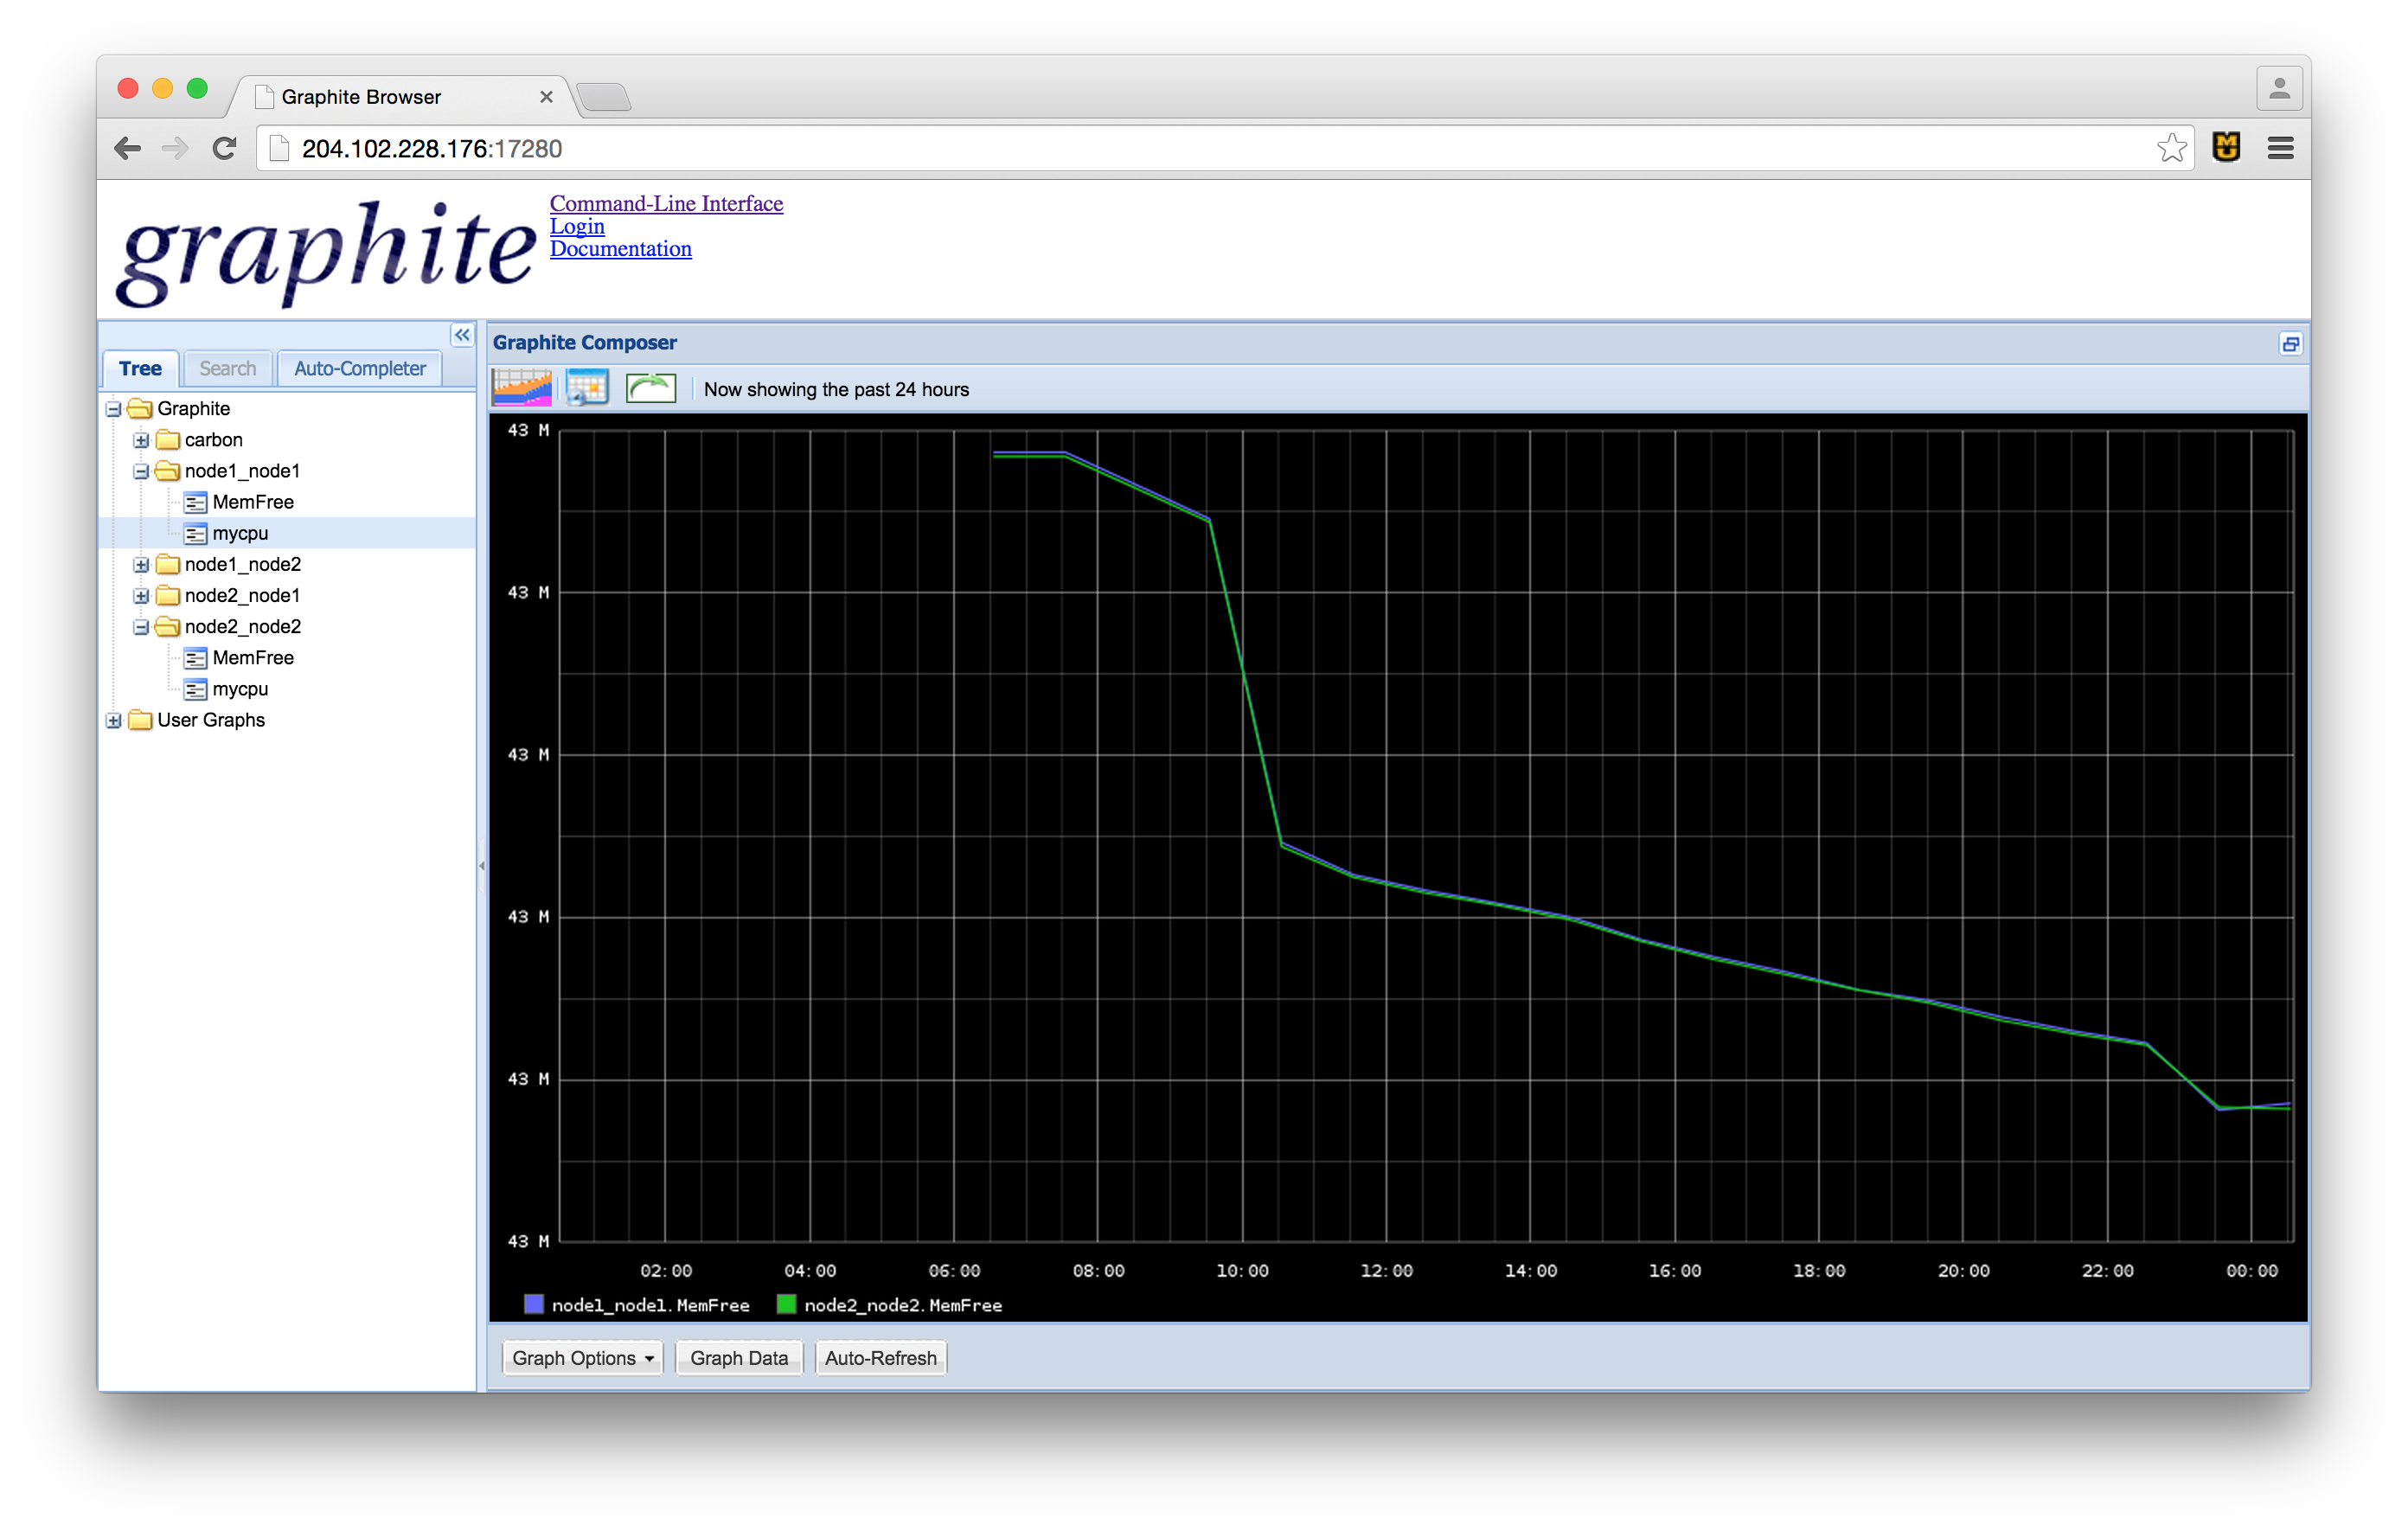 Graphite Browser
204.102.228.176:17280
graphite
Command-Line Interface
Login
Documentation
Tree Search Auto-Completer
Graphite
carbon
node1_node1
MemFree
mycpu
node1_node2
node2_node1
node2_node2
MemFree
mycpu
User Graphs
Graphite Composer
Now showing the past 24 hours
43 M
43 M
43 M
43 M
43 M
43 M
02:00 04:00 06:00 08:00 10:00 12:00 14:00 16:00 18:00 20:00 22:00 00:00
node1_node1.MemFree node2_node2.MemFree
Graph Options Graph Data Auto-Refresh